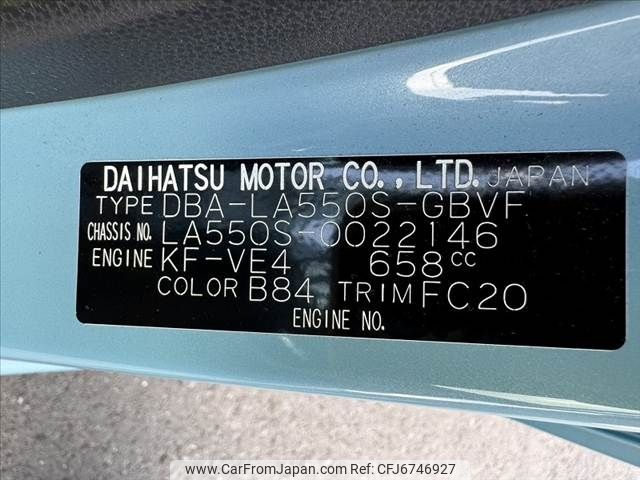 DAIHATSU MOTOR CO., LTD. JAPAN
TYPE DBA-LA550S-GBVF
CHASSIS NO. LA550S-0022146
ENGINE KF-VE4 658CC
COLOR B84 TRIM FC20
ENGINE NO.
© www.CarFromJapan.com | ID: CFJ6746927